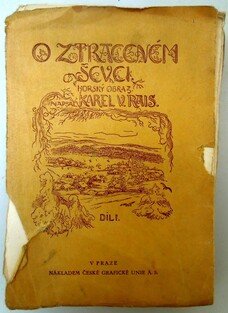 O ZTRACENÉM
ŠEVCI.
HORSKÝ OBRAZ.
NAPSAL KAREL V. RAIS.
DÍL I.
V PRAZE
NÁKLADEM ČESKÉ GRAFICKÉ UNIE A. S.